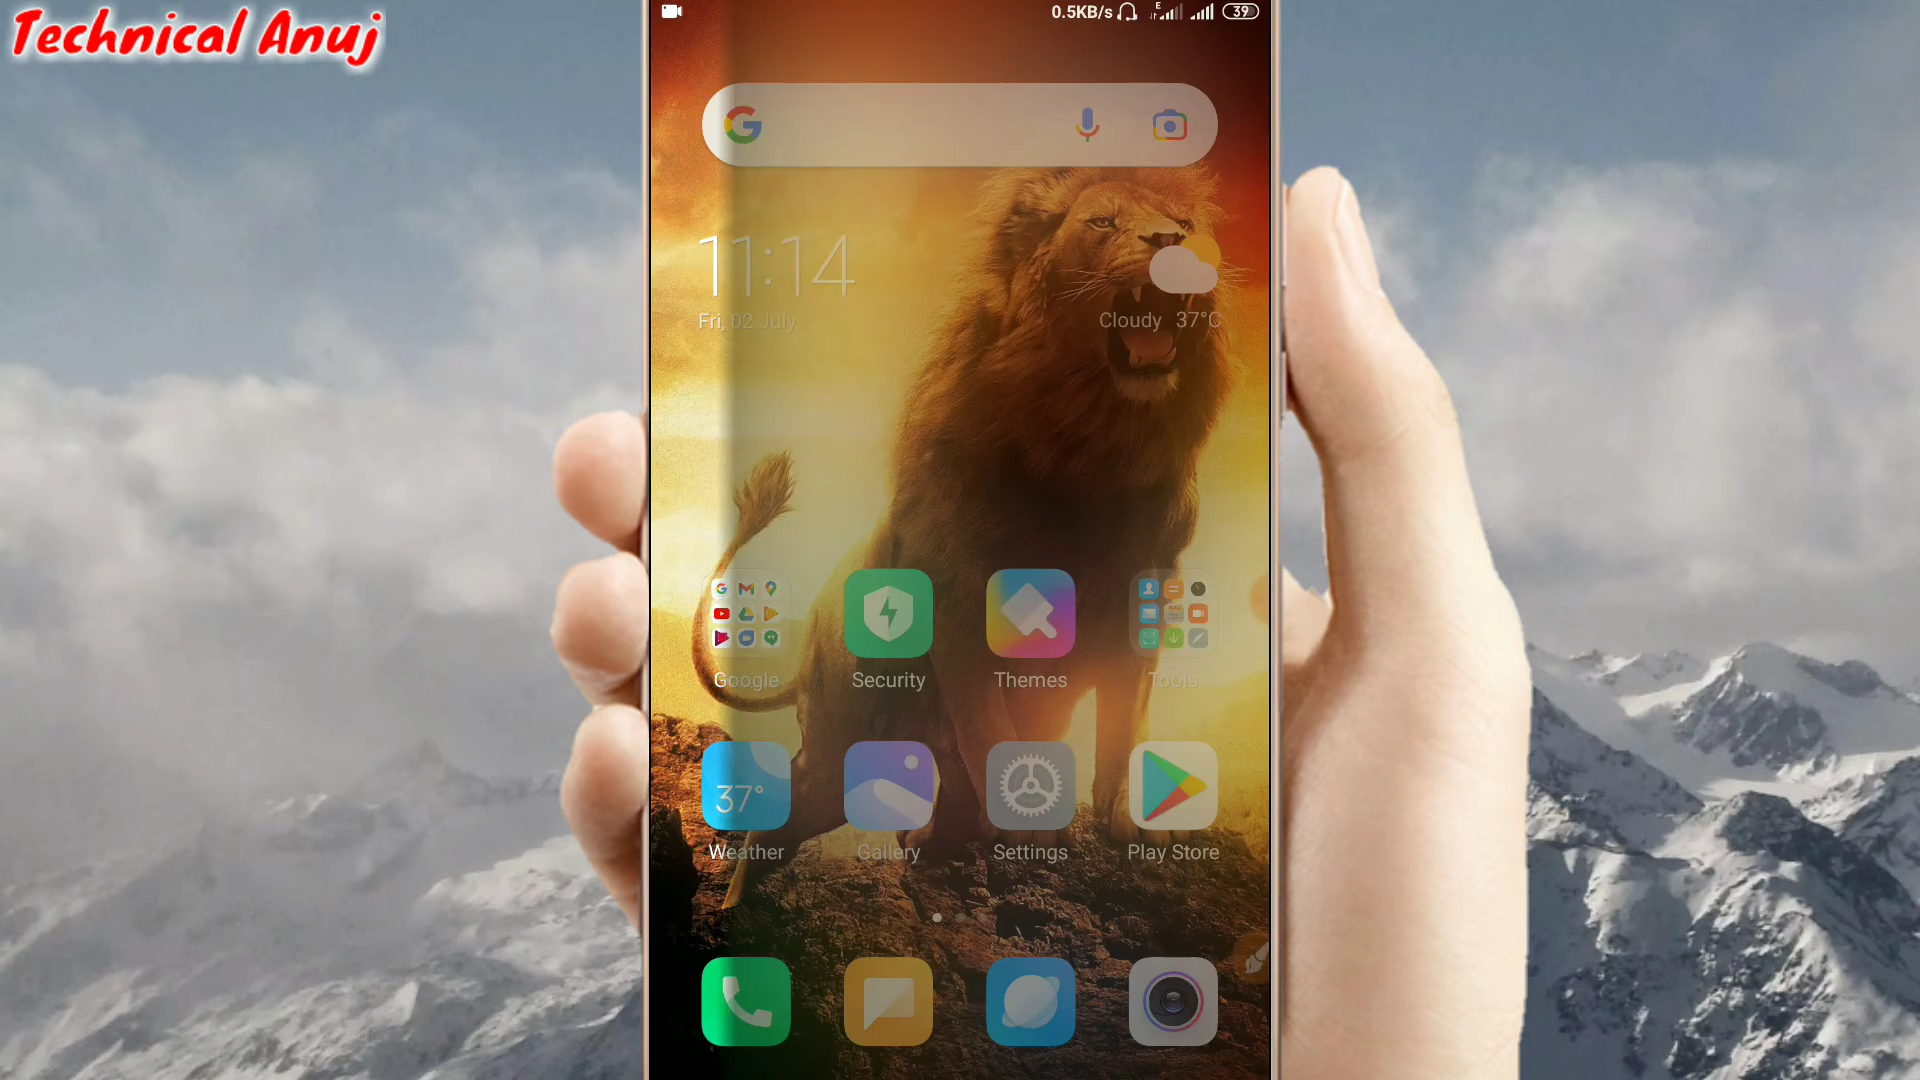 Technical Anuj
0.5KB/s E 39
11:14
Fri, 02 July
Cloudy 37°C
Google Security Themes Tools
37°
Weather Gallery Settings Play Store